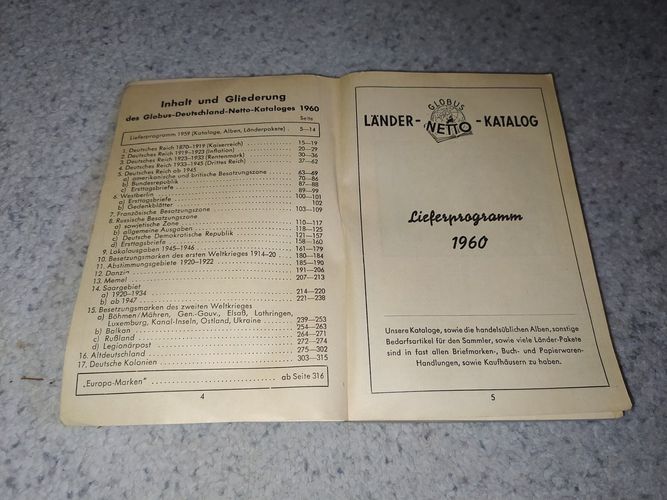 Inhalt und Gliederung
des Globus-Deutschland-Netto-Kataloges 1960
Seite
Lieferprogramm 1959 (Kataloge, Alben, Länderpakete) . 5—14
1. Deutsches Reich 1870–1919 (Kaiserreich) 15—19
2. Deutsches Reich 1919–1923 (Inflation) 20—29
3. Deutsches Reich 1923–1933 (Rentenmark) 30—36
4. Deutsches Reich 1933–1945 (Drittes Reich) 37—62
5. Deutsches Reich ab 1945
a) amerikanische und britische Besatzungszone 63—69
b) Bundesrepublik 70—86
c) Ersttagsbriefe 87—88
6. Westberlin 89—99
a) Ersttagsbriefe 100—101
b) Gedenkblätter 102
7. Französische Besatzungszone 103—109
8. Russische Besatzungszone
a) sowjetische Zone 110—117
b) allgemeine Ausgaben 118—125
c) Deutsche Demokratische Republik 121—157
d) Ersttagsbriefe 158—160
9. Lokalausgaben 1945–1946 161—179
10. Besetzungsmarken des ersten Weltkrieges 1914–20 180—184
11. Abstimmungsgebiete 1920–1922 185—190
12. Danzig 191—206
13. Memel 207—213
14. Saargebiet
a) 1920–1934 214—220
b) ab 1947 221—238
15. Besetzungsmarken des zweiten Weltkrieges
a) Böhmen/Mähren, Gen.-Gouv., Elsaß, Lothringen,
Luxemburg, Kanal-Inseln, Ostland, Ukraine 239—253
b) Balkan 254—263
c) Rußland 264—271
d) Legionärpost 272—274
16. Altdeutschland 275—302
17. Deutsche Kolonien 303—315
„Europa-Marken" ab Seite 316
4
GLOBUS
LÄNDER- NETTO -KATALOG
Lieferprogramm
1960
Unsere Kataloge, sowie die handelsüblichen Alben, sonstige
Bedarfsartikel für den Sammler, sowie viele Länder-Pakete
sind in fast allen Briefmarken-, Buch- und Papierwaren-
Handlungen, sowie Kaufhäusern zu haben.
5